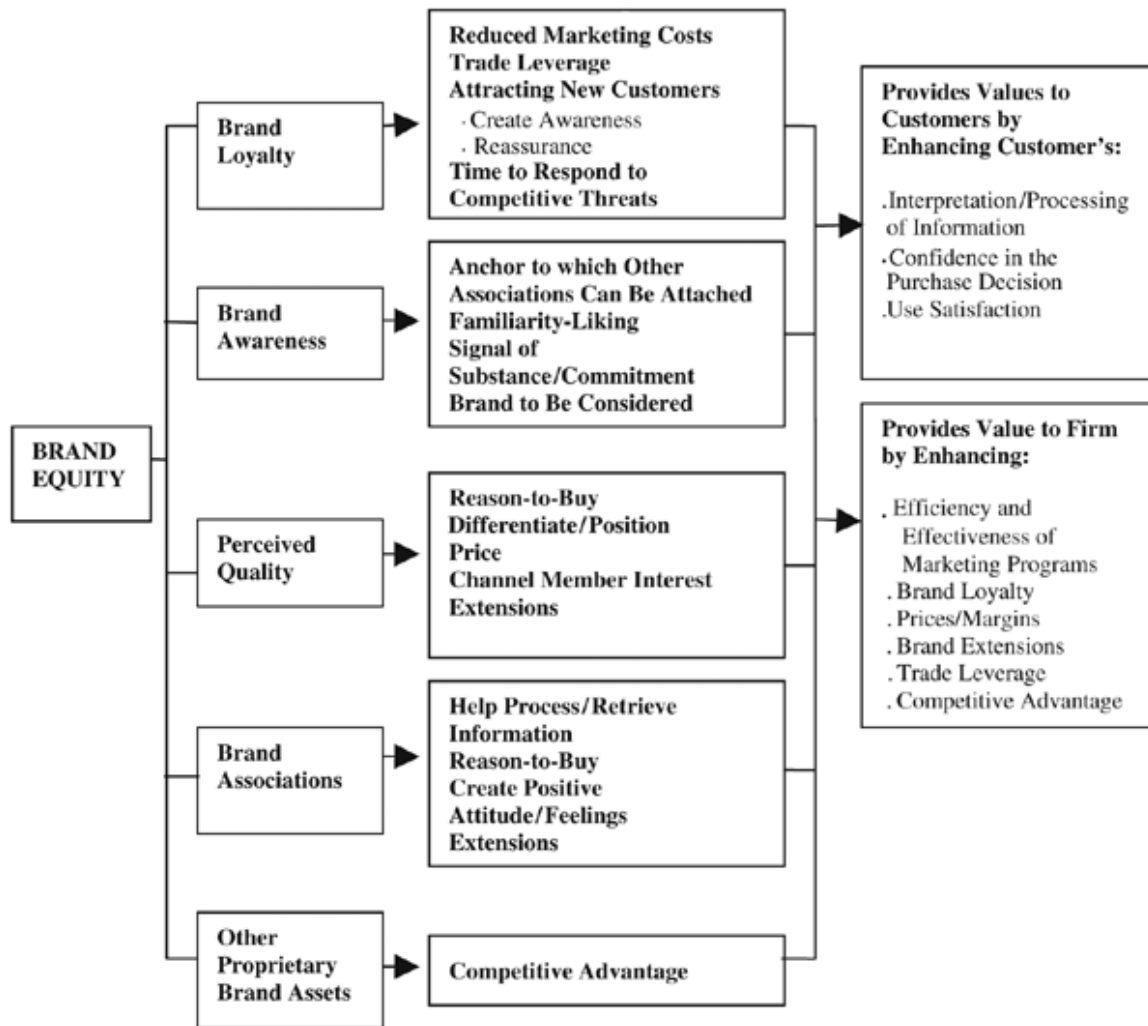 BRAND
EQUITY
Brand
Loyalty
Reduced Marketing Costs
Trade Leverage
Attracting New Customers
· Create Awareness
· Reassurance
Time to Respond to
Competitive Threats
Brand
Awareness
Anchor to which Other
Associations Can Be Attached
Familiarity-Liking
Signal of
Substance/Commitment
Brand to Be Considered
Perceived
Quality
Reason-to-Buy
Differentiate/Position
Price
Channel Member Interest
Extensions
Brand
Associations
Help Process/Retrieve
Information
Reason-to-Buy
Create Positive
Attitude/Feelings
Extensions
Other
Proprietary
Brand Assets
Competitive Advantage
Provides Values to
Customers by
Enhancing Customer's:
.Interpretation/Processing
of Information
.Confidence in the
Purchase Decision
.Use Satisfaction
Provides Value to Firm
by Enhancing:
. Efficiency and
Effectiveness of
Marketing Programs
. Brand Loyalty
. Prices/Margins
. Brand Extensions
. Trade Leverage
. Competitive Advantage